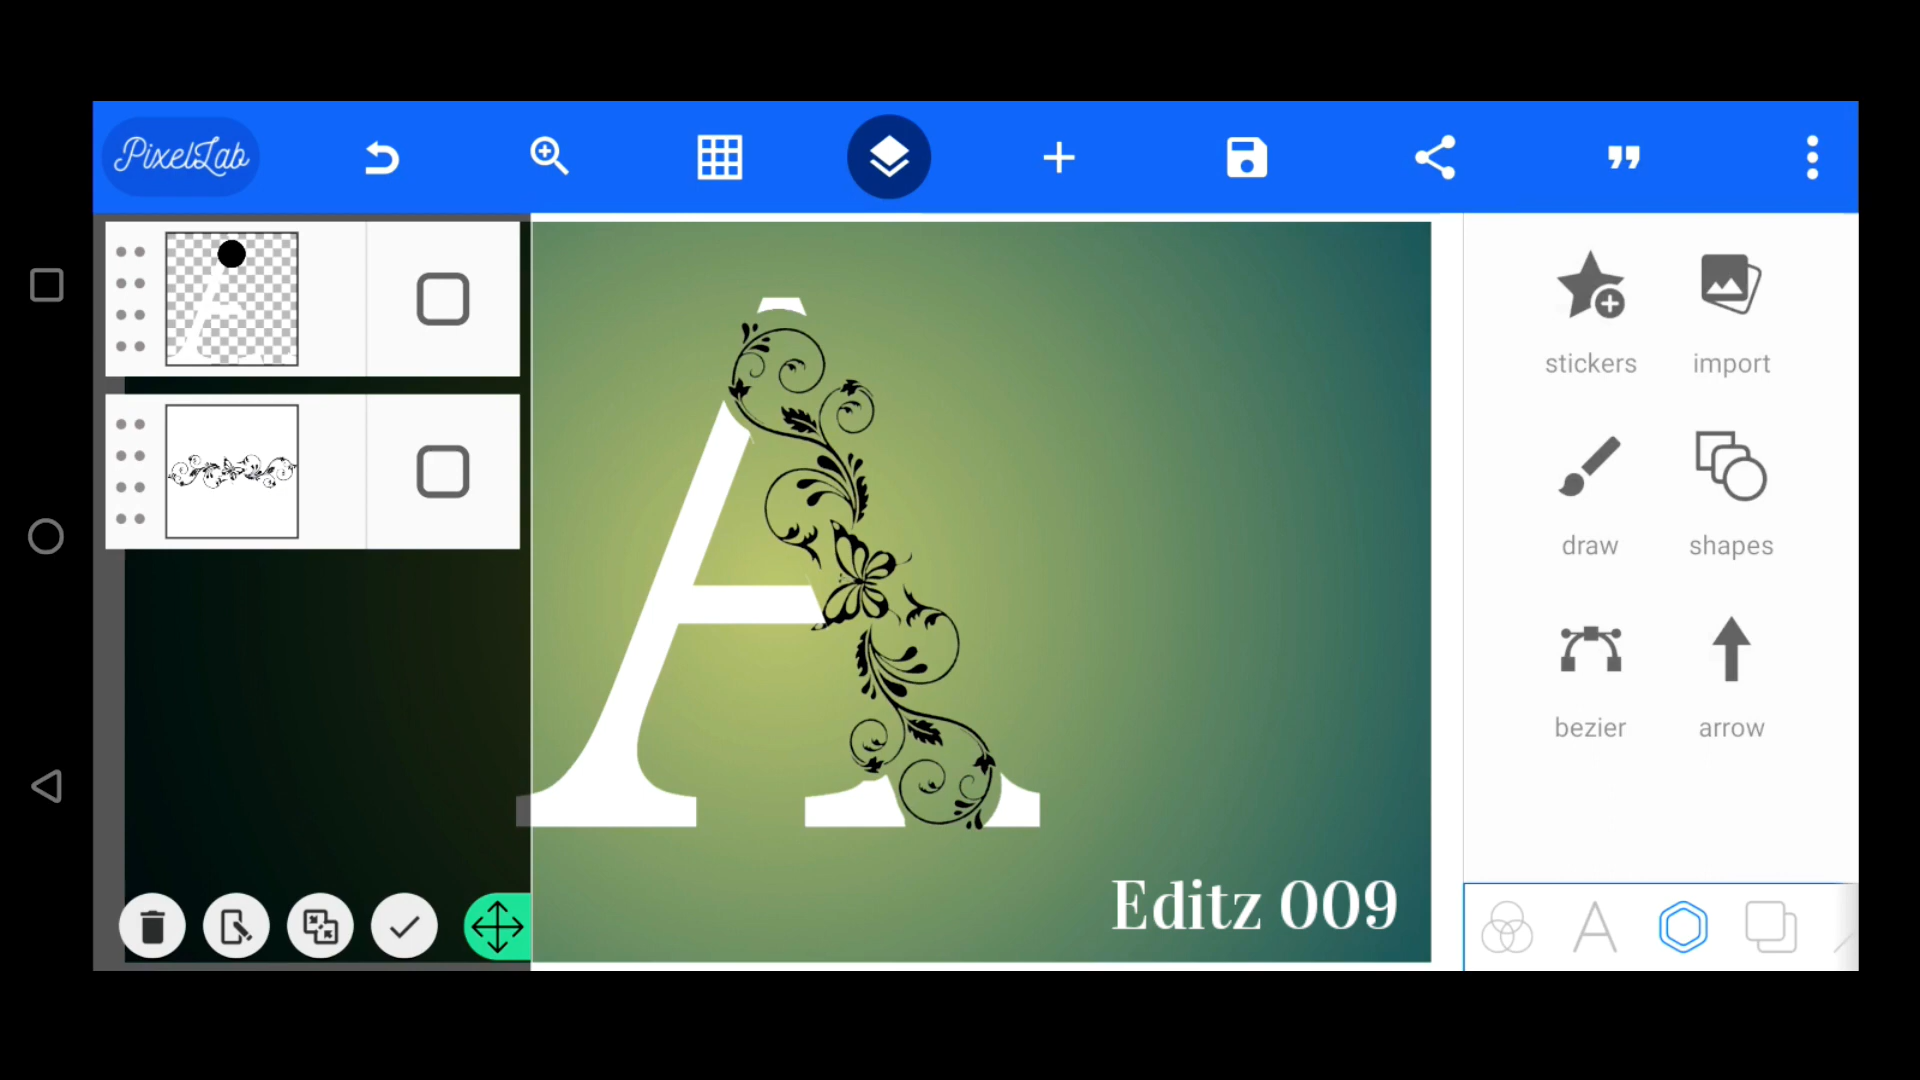 PixelLab
stickers
import
draw
shapes
bezier
arrow
A
Editz 009